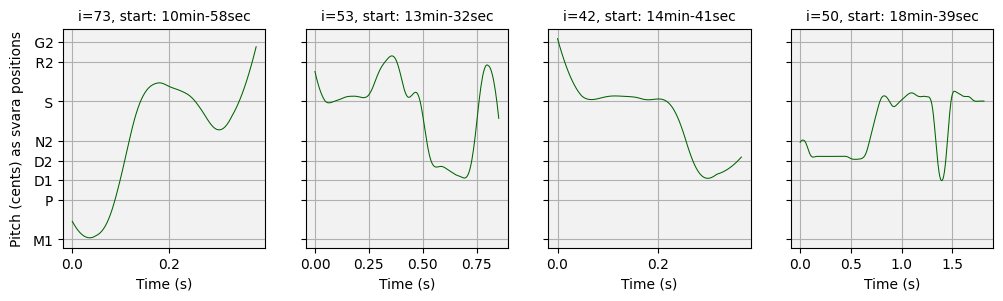 i=73, start: 10min-58sec
i=53, start: 13min-32sec
i=42, start: 14min-41sec
i=50, start: 18min-39sec
Pitch (cents) as svara positions
G2
R2
S
N2
D2
D1
P
M1
0.0 0.2
0.00 0.25 0.50 0.75
0.0 0.2
0.0 0.5 1.0 1.5
Time (s)
Time (s)
Time (s)
Time (s)